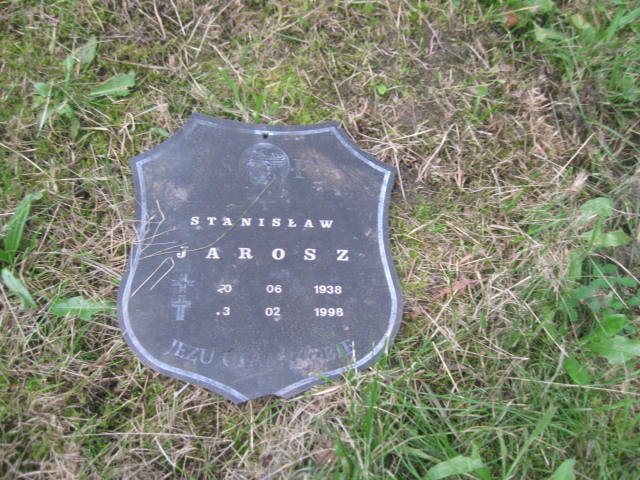 STANISŁAW
JAROSZ
20 06 1938
3 02 1998
JEZU